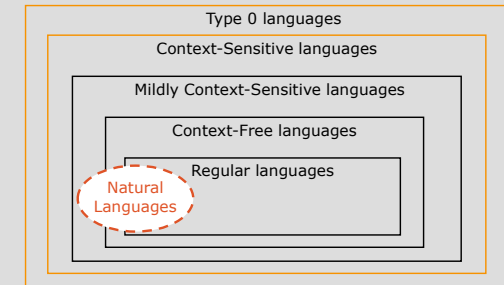 Type 0 languages
Context-Sensitive languages
Mildly Context-Sensitive languages
Context-Free languages
Regular languages
Natural
Languages